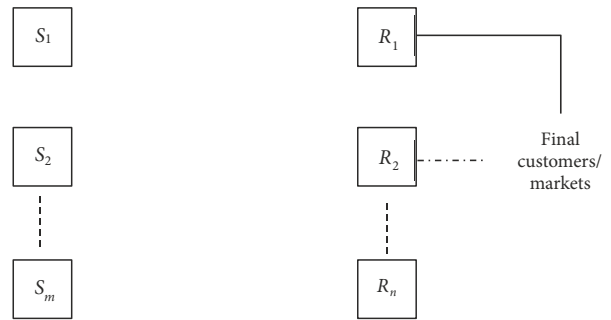 S₁
R₁
S₂
R₂
Final
customers/
markets
Sₘ
Rₙ